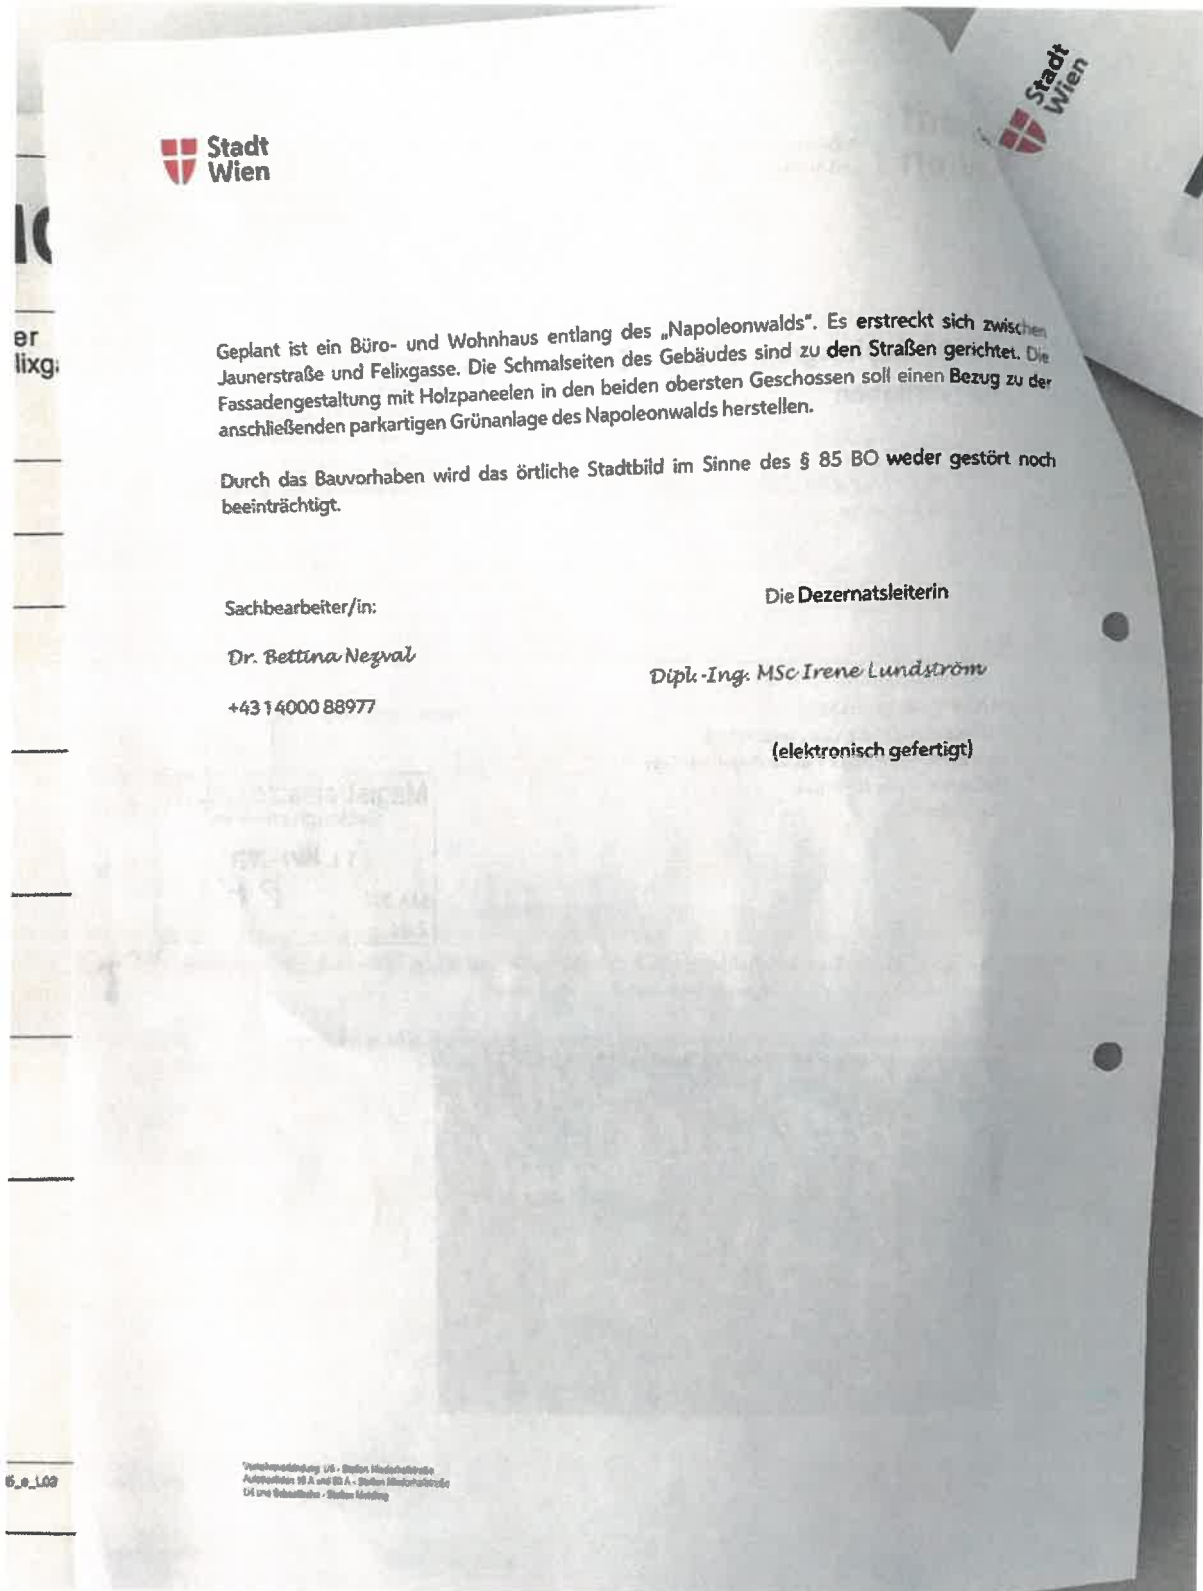 Stadt
Wien
Stadt
Wien
er
Geplant ist ein Büro- und Wohnhaus entlang des „Napoleonwalds“. Es erstreckt sich zwischen
Jaunerstraße und Felixgasse. Die Schmalseiten des Gebäudes sind zu den Straßen gerichtet. Die
Fassadengestaltung mit Holzpaneelen in den beiden obersten Geschossen soll einen Bezug zu der
anschließenden parkartigen Grünanlage des Napoleonwalds herstellen.
Durch das Bauvorhaben wird das örtliche Stadtbild im Sinne des § 85 BO weder gestört noch
beeinträchtigt.
Sachbearbeiter/in:
Die Dezernatsleiterin
Dr. Bettina Nezval
Dipl.-Ing. MSc Irene Lundström
+43 1 4000 88977
(elektronisch gefertigt)